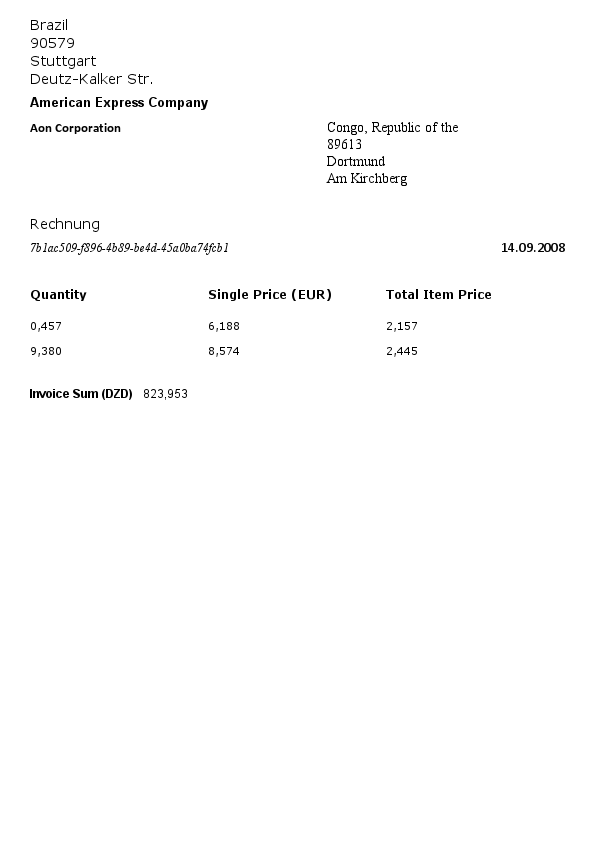 Brazil
90579
Stuttgart
Deutz-Kalker Str.
American Express Company
Aon Corporation
Congo, Republic of the
89613
Dortmund
Am Kirchberg
Rechnung
7b1ac509-f896-4b89-be4d-45a0ba74fcb1 14.09.2008
Quantity Single Price (EUR) Total Item Price
0,457 6,188 2,157
9,380 8,574 2,445
Invoice Sum (DZD) 823,953